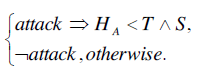 attack ⇒ H_A < T ∧ S,
¬attack, otherwise.